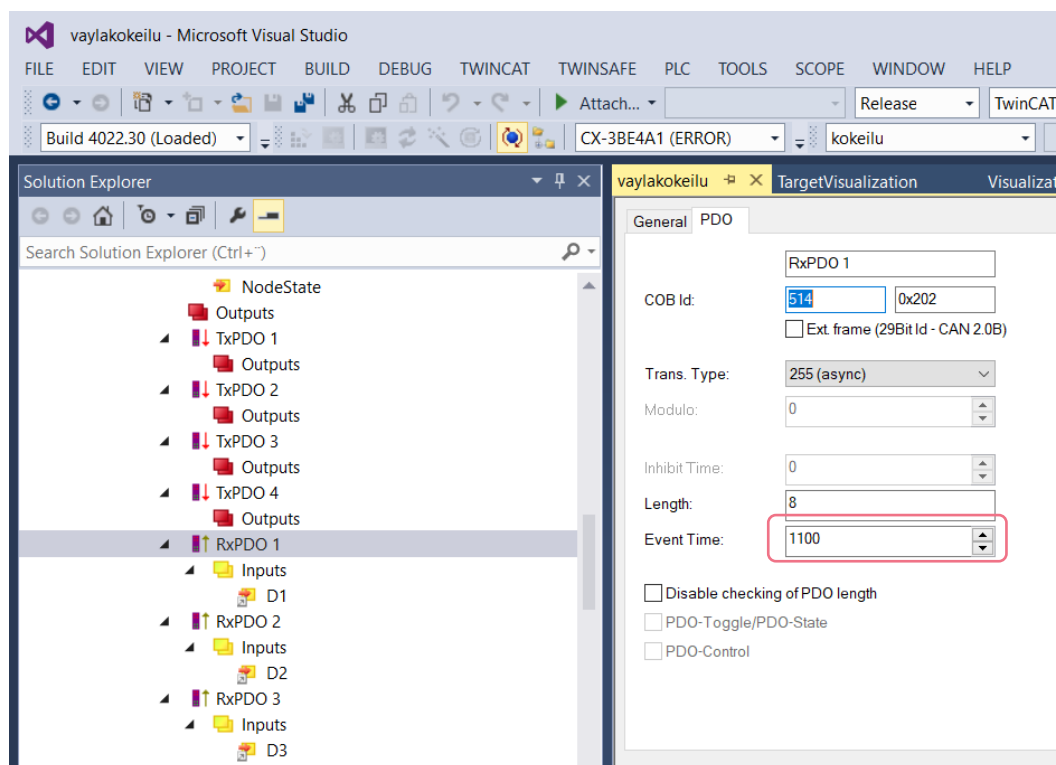 vaylakokeilu - Microsoft Visual Studio
FILE EDIT VIEW PROJECT BUILD DEBUG TWINCAT TWINSAFE PLC TOOLS SCOPE WINDOW HELP
Attach... Release TwinCAT
Build 4022.30 (Loaded) CX-3BE4A1 (ERROR) kokeilu
Solution Explorer
Search Solution Explorer (Ctrl+¨)
NodeState
Outputs
TxPDO 1
Outputs
TxPDO 2
Outputs
TxPDO 3
Outputs
TxPDO 4
Outputs
RxPDO 1
Inputs
D1
RxPDO 2
Inputs
D2
RxPDO 3
Inputs
D3
vaylakokeilu TargetVisualization Visualizat
General PDO
RxPDO 1
COB Id: 514 0x202
Ext. frame (29Bit Id - CAN 2.0B)
Trans. Type: 255 (async)
Modulo: 0
Inhibit Time: 0
Length: 8
Event Time: 1100
Disable checking of PDO length
PDO-Toggle/PDO-State
PDO-Control